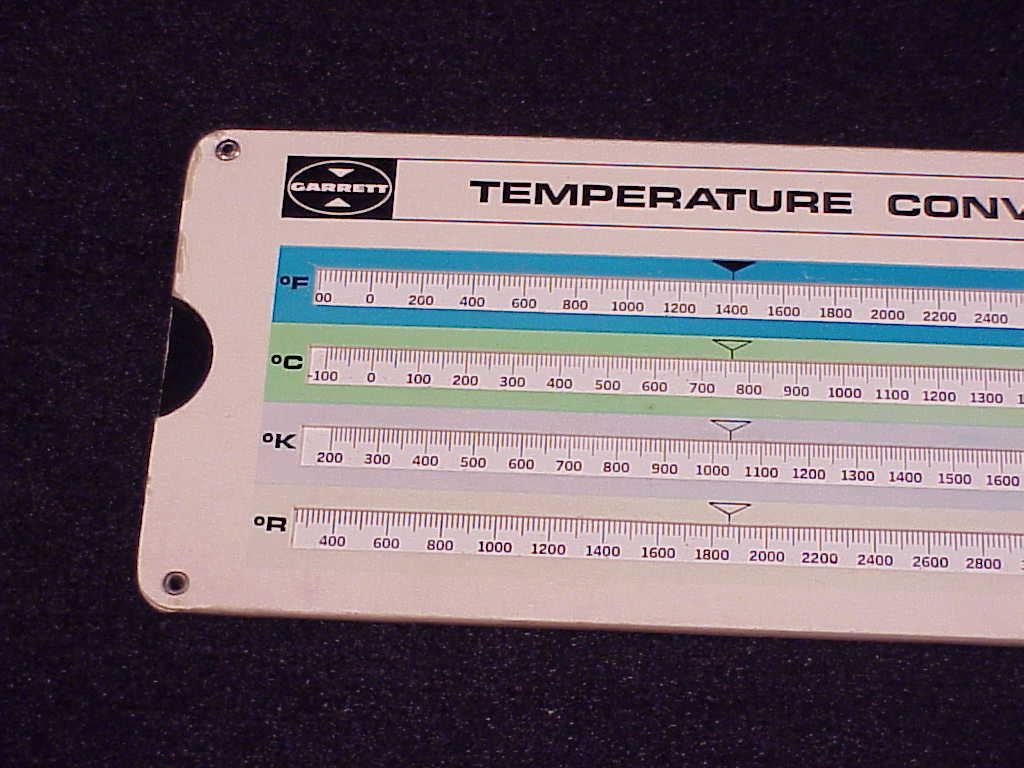 GARRETT
TEMPERATURE CONV
°F 00 0 200 400 600 800 1000 1200 1400 1600 1800 2000 2200 2400
°C -100 0 100 200 300 400 500 600 700 800 900 1000 1100 1200 1300 1
°K 200 300 400 500 600 700 800 900 1000 1100 1200 1300 1400 1500 1600
°R 400 600 800 1000 1200 1400 1600 1800 2000 2200 2400 2600 2800